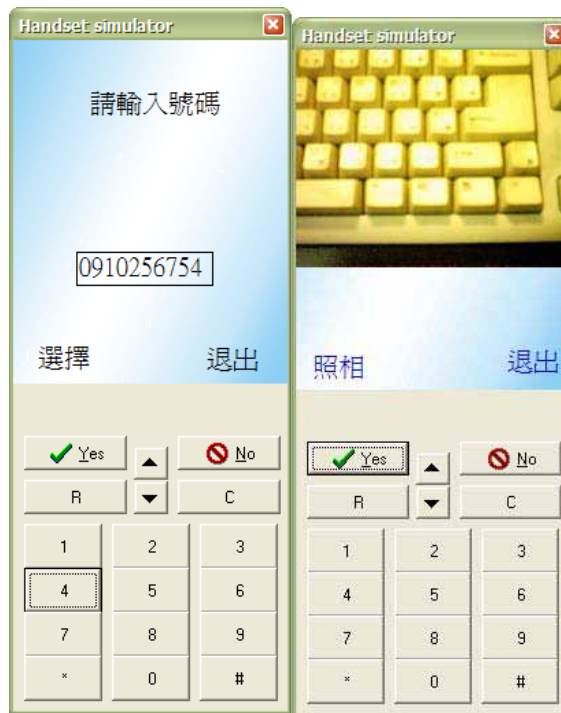 Handset simulator
請輸入號碼
0910256754
選擇 退出
Yes No
R C
1 2 3
4 5 6
7 8 9
* 0 #
Handset simulator
照相 退出
Yes No
R C
1 2 3
4 5 6
7 8 9
* 0 #